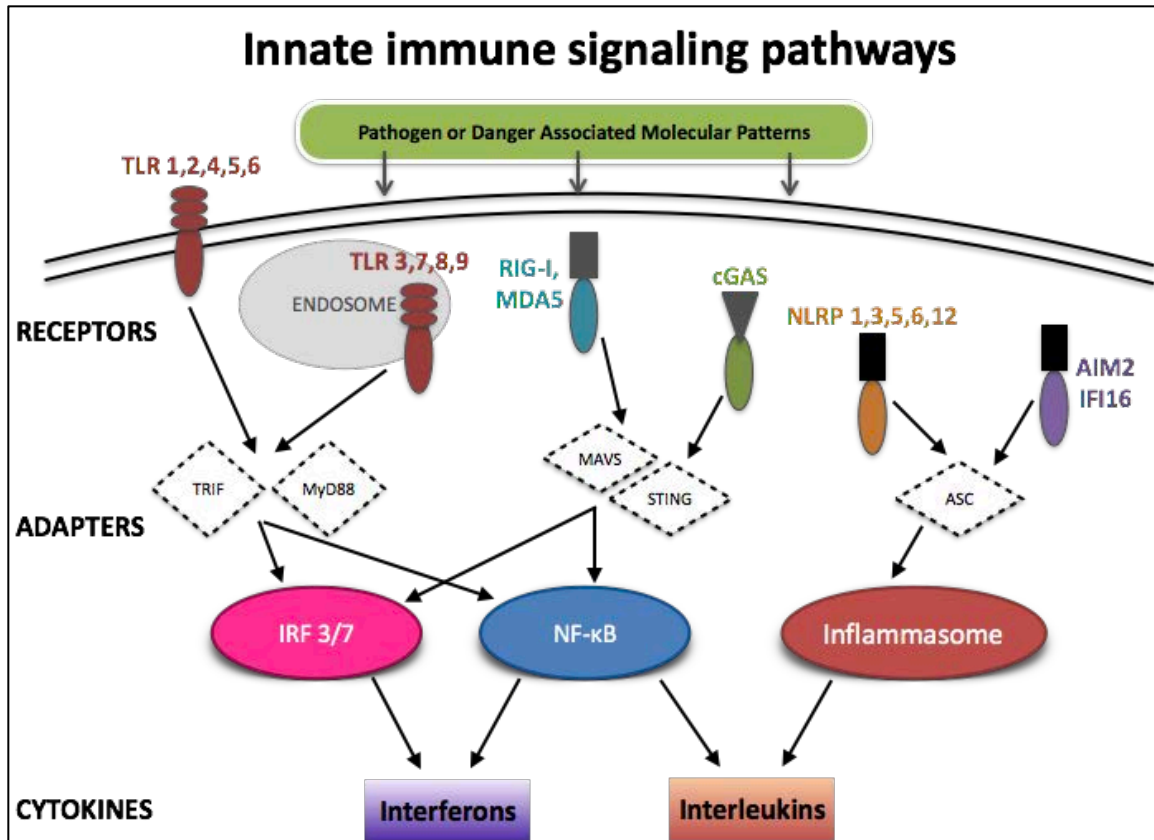 Innate immune signaling pathways
Pathogen or Danger Associated Molecular Patterns
TLR 1,2,4,5,6
TLR 3,7,8,9
ENDOSOME
RIG-I,
MDA5
cGAS
NLRP 1,3,5,6,12
AIM2
IFI16
RECEPTORS
TRIF
MyD88
MAVS
STING
ASC
ADAPTERS
IRF 3/7
NF-κB
Inflammasome
CYTOKINES
Interferons
Interleukins